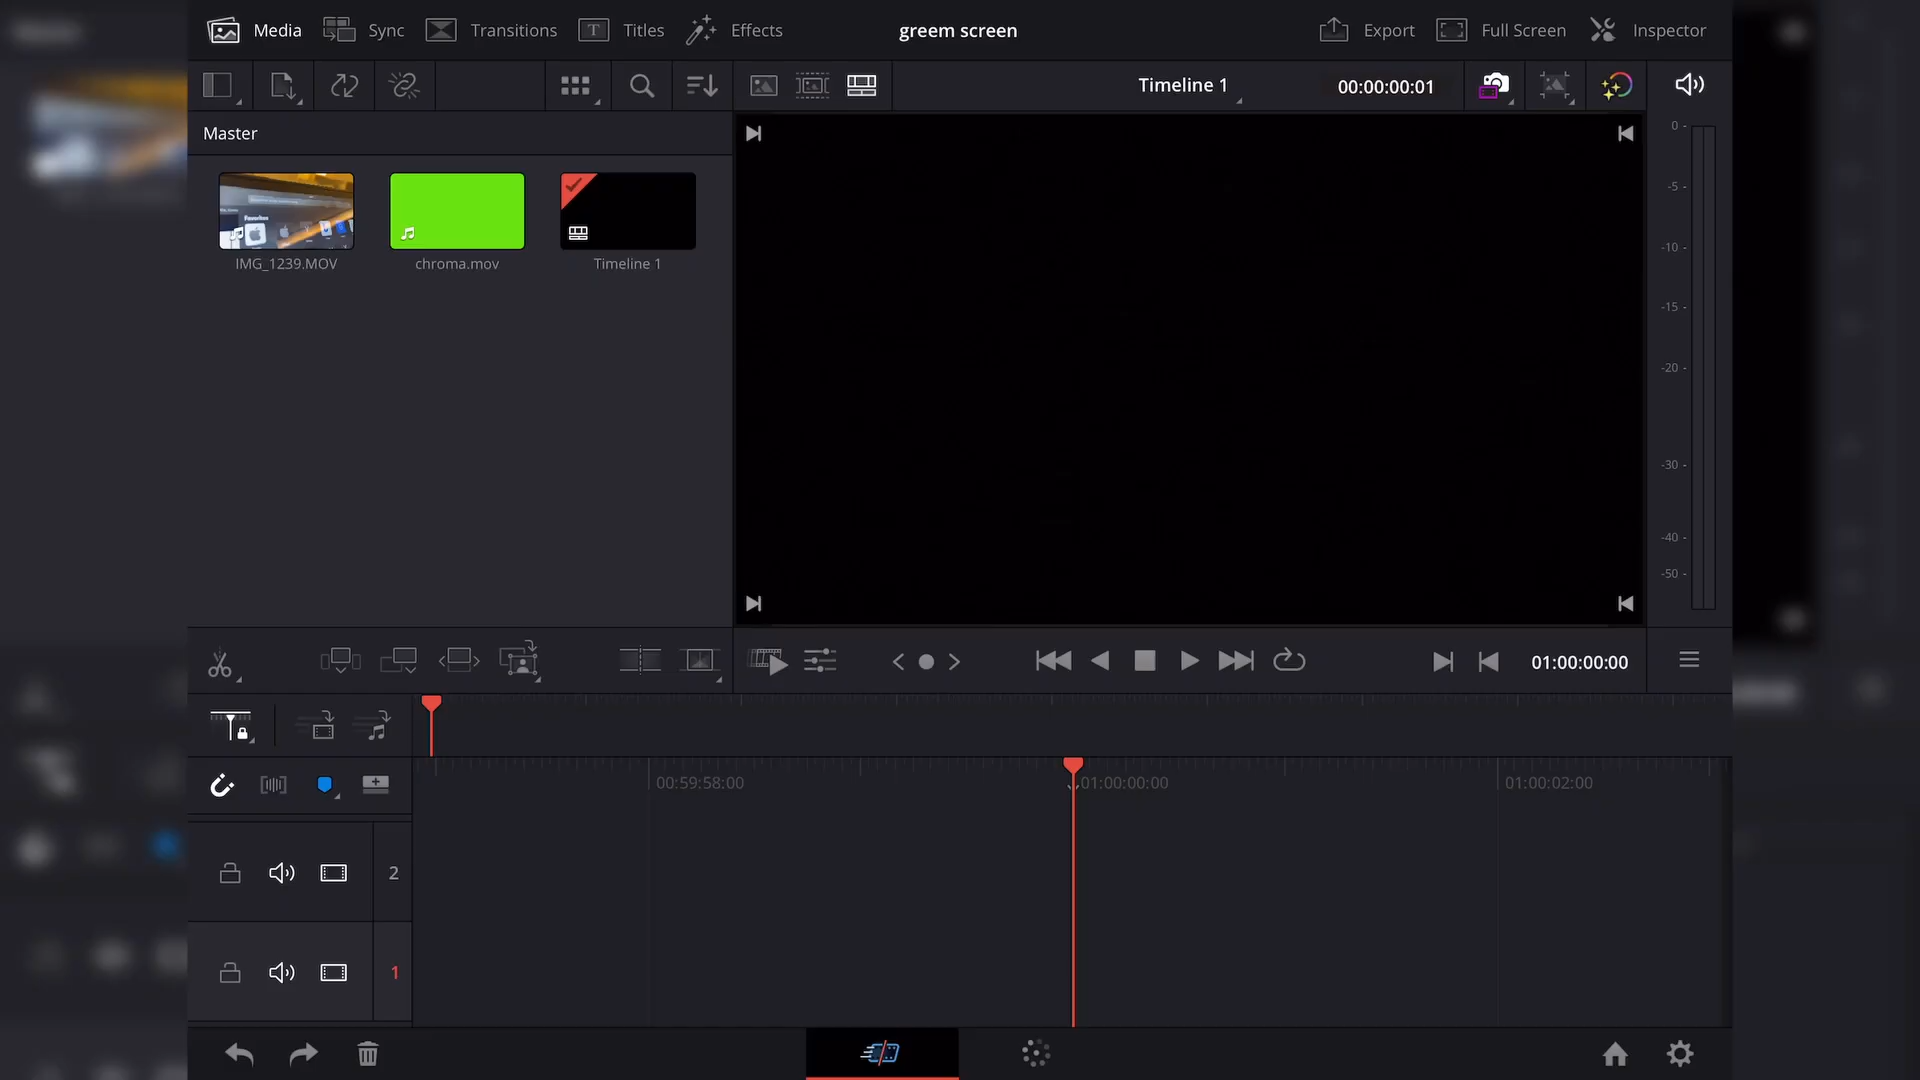 Media
Sync
Transitions
Titles
Effects
greem screen
Export
Full Screen
Inspector
Timeline 1
00:00:00:01
Master
IMG_1239.MOV
chroma.mov
Timeline 1
0
-5
-10
-15
-20
-30
-40
-50
01:00:00:00
00:59:58:00
01:00:00:00
01:00:02:00
2
1